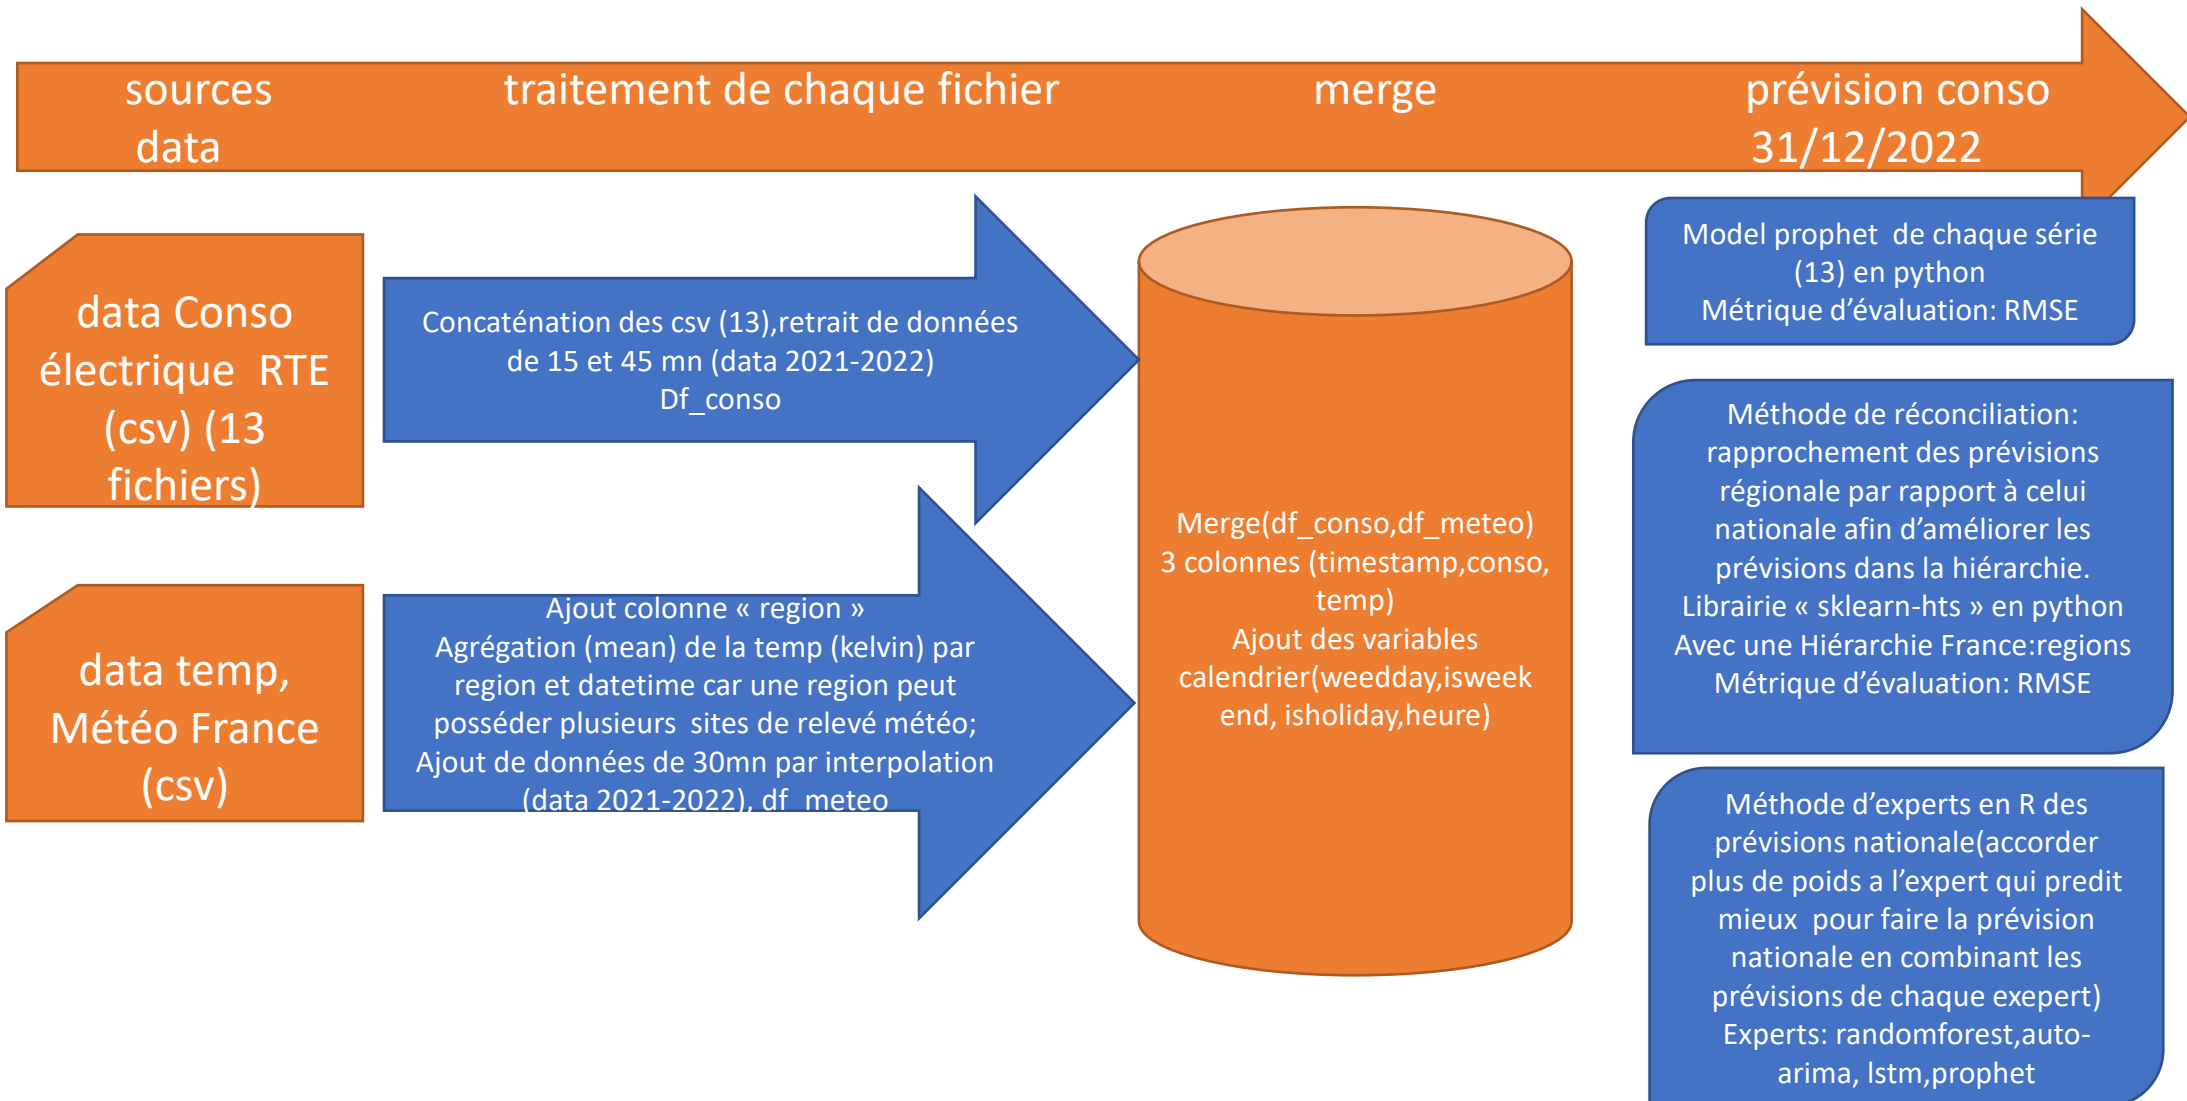 sources
data
traitement de chaque fichier
merge
prévision conso
31/12/2022
data Conso
électrique  RTE
(csv) (13
fichiers)
Concaténation des csv (13),retrait de données
de 15 et 45 mn (data 2021-2022)
Df_conso
data temp,
Météo France
(csv)
Ajout colonne « region »
Agrégation (mean) de la temp (kelvin) par
region et datetime car une region peut
posséder plusieurs  sites de relevé météo;
Ajout de données de 30mn par interpolation
(data 2021-2022), df_meteo
Merge(df_conso,df_meteo)
3 colonnes (timestamp,conso,
temp)
Ajout des variables
calendrier(weedday,isweek
end, isholiday,heure)
Model prophet  de chaque série
(13) en python
Métrique d’évaluation: RMSE
Méthode de réconciliation:
rapprochement des prévisions
régionale par rapport à celui
nationale afin d’améliorer les
prévisions dans la hiérarchie.
Librairie « sklearn-hts » en python
Avec une Hiérarchie France:regions
Métrique d’évaluation: RMSE
Méthode d’experts en R des
prévisions nationale(accorder
plus de poids a l’expert qui predit
mieux  pour faire la prévision
nationale en combinant les
prévisions de chaque exepert)
Experts: randomforest,auto-
arima, lstm,prophet